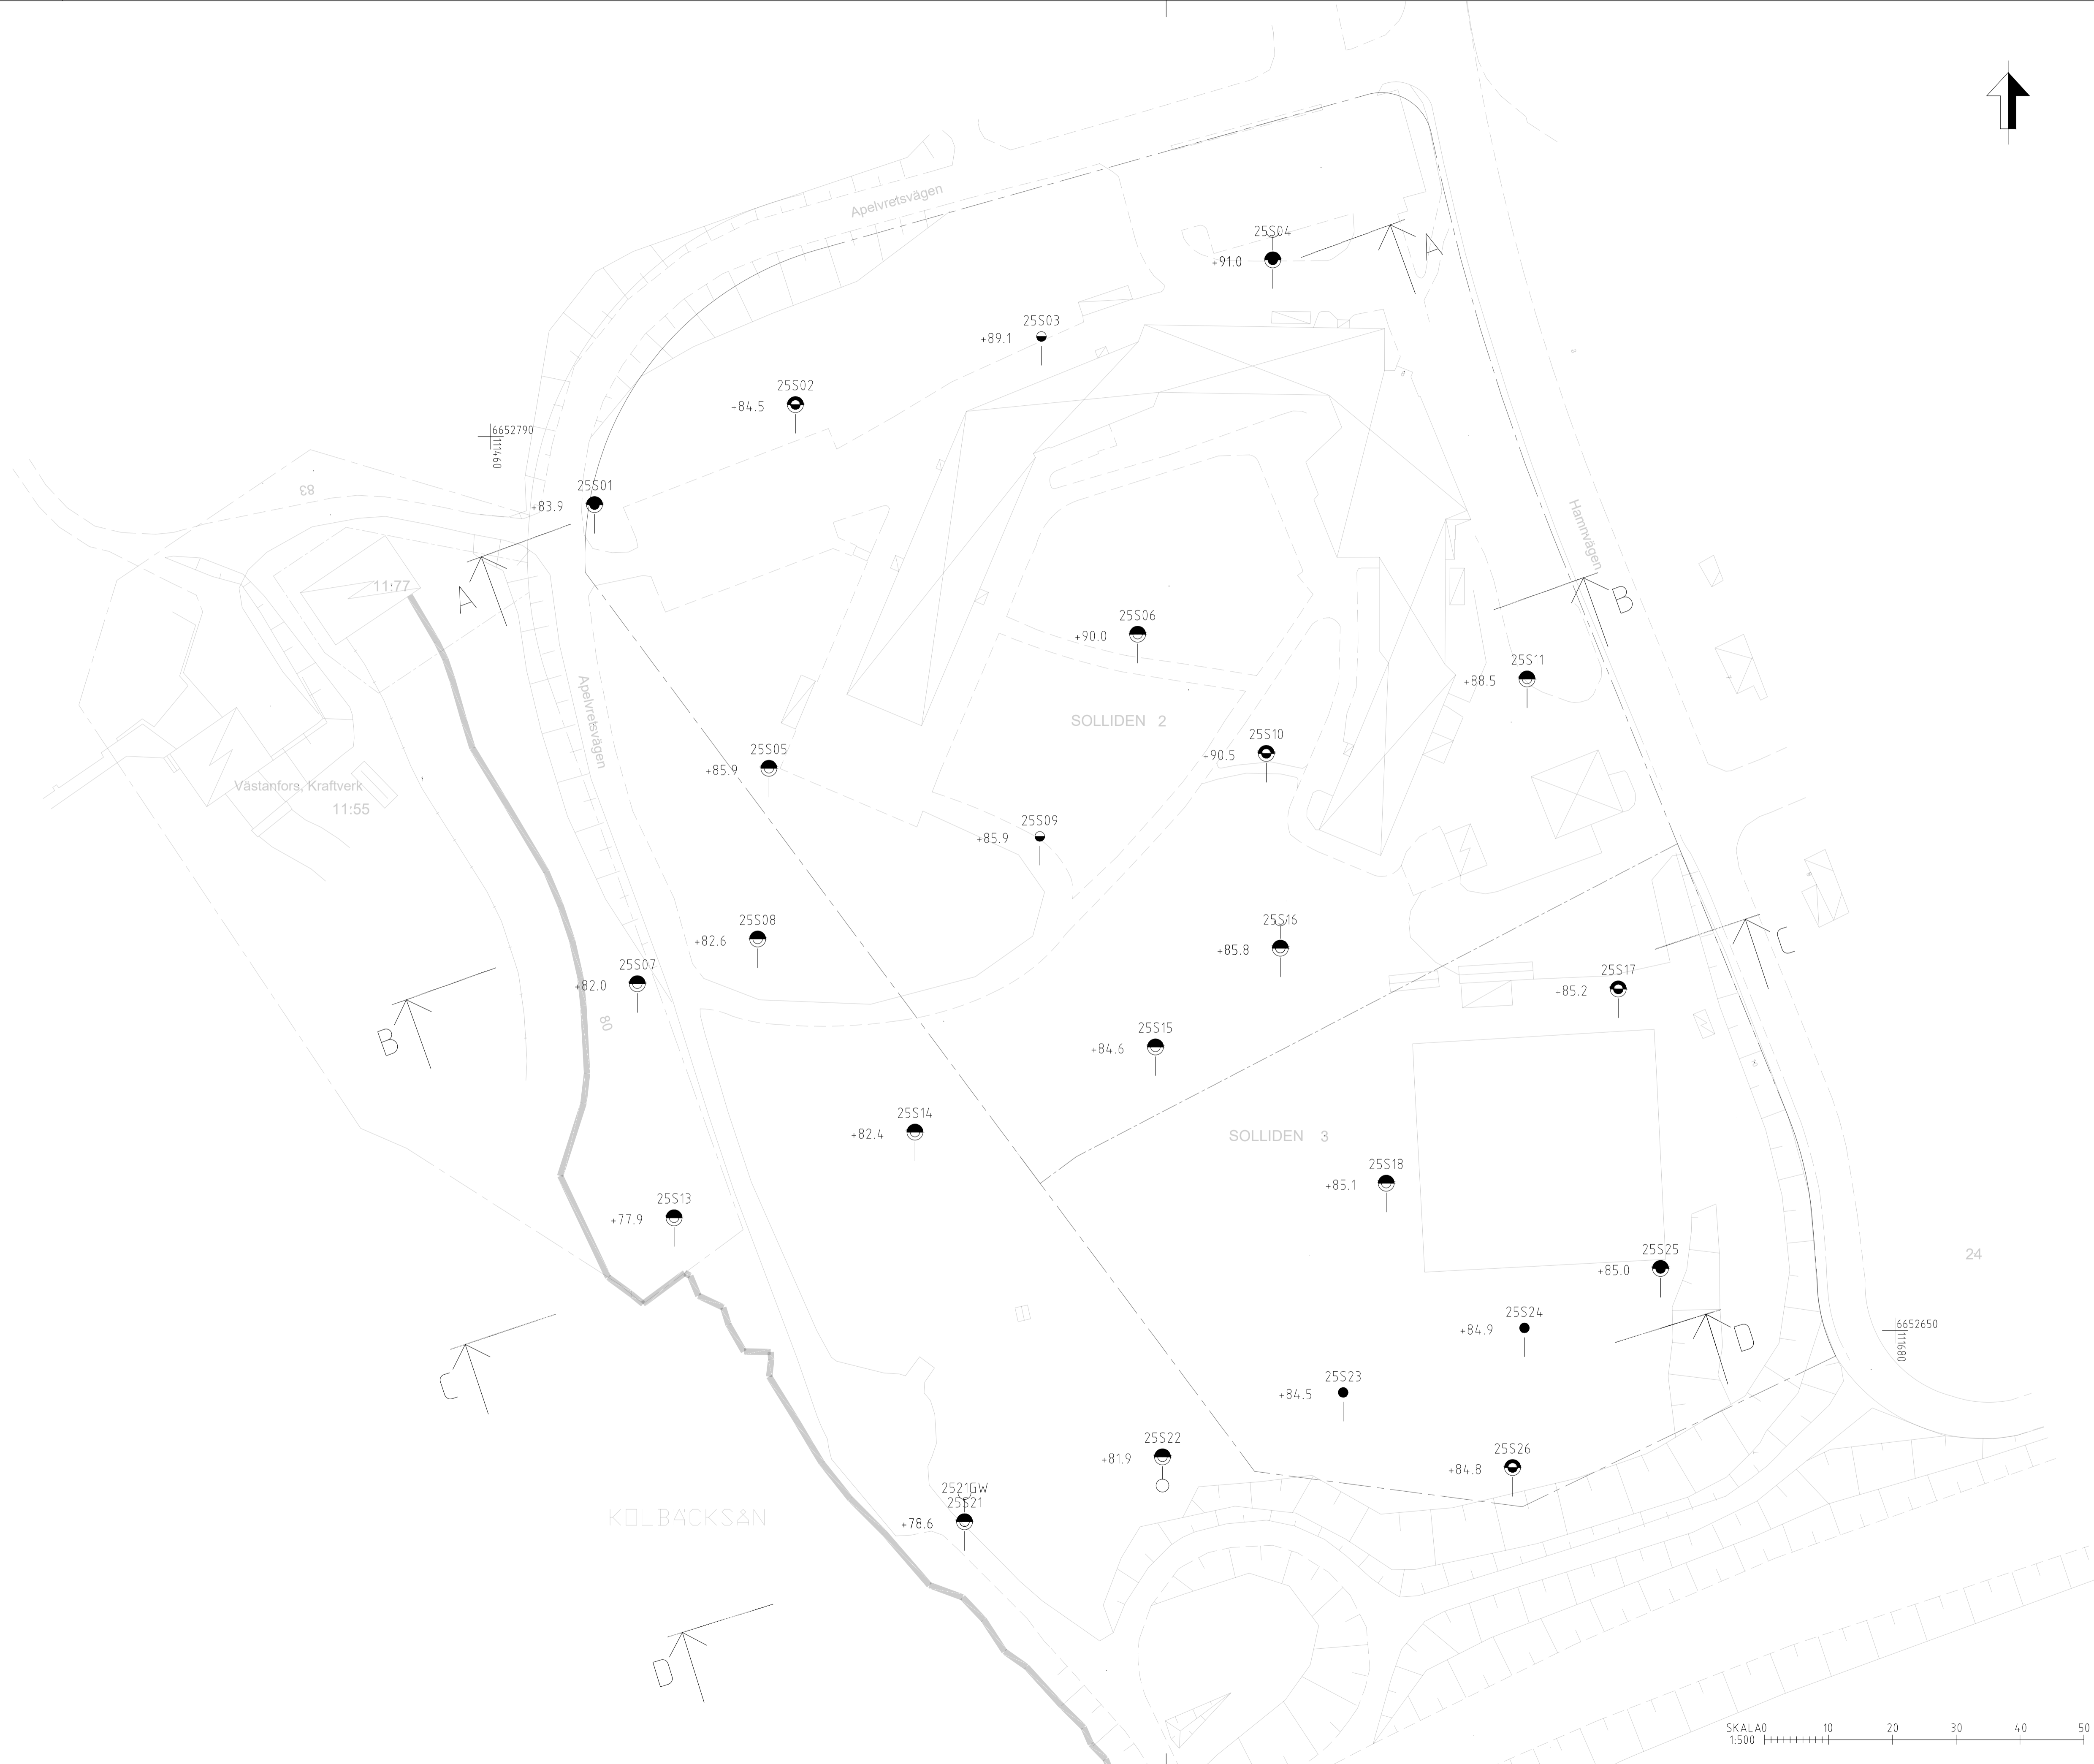 Apelvretsvägen
25S04
+91.0
A
25S03
+89.1
25S02
+84.5
6652790
111460
83
25S01
+83.9
Hamnvägen
A
11:77
B
25S06
+90.0
25S11
+88.5
Apelvretsvägen
SOLLIDEN 2
25S10
+90.5
25S05
+85.9
Västanfors, Kraftverk
11:55
25S09
+85.9
25S08
+82.6
25S16
+85.8
C
25S07
+82.0
25S17
+85.2
80
B
25S15
+84.6
25S14
+82.4
SOLLIDEN 3
25S18
+85.1
25S13
+77.9
25S25
+85.0
24
25S24
+84.9
6652650
111680
D
C
25S23
+84.5
25S22
+81.9
25S26
+84.8
2521GW
25S21
+78.6
KOLBÄCKSÅN
D
SKALA 0 10 20 30 40 50
1:500